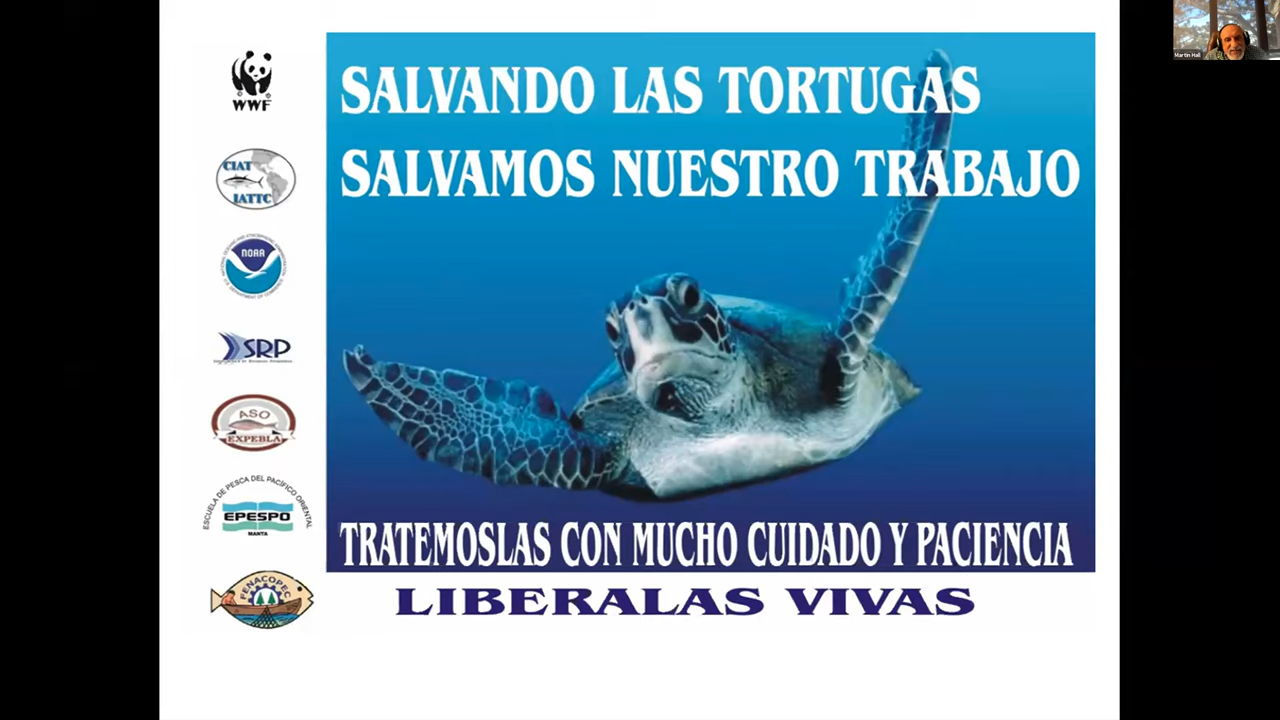 SALVANDO LAS TORTUGAS
SALVAMOS NUESTRO TRABAJO
TRATEMOSLAS CON MUCHO CUIDADO Y PACIENCIA
LIBERALAS VIVAS
WWF
CIAT
IATTC
NOAA
SRP
ASO
EXPEBLA
ESCUELA DE PESCA DEL PACÍFICO ORIENTAL
EPESPO
MANTA
FENACOPEC
Martin Hall